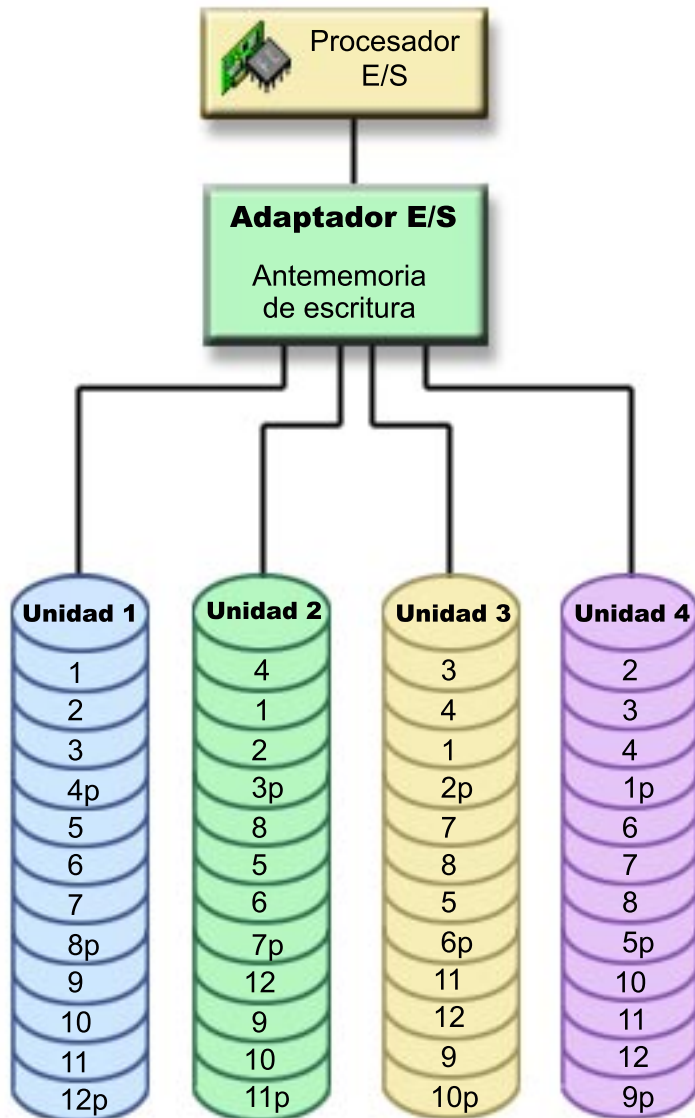 Procesador
E/S
Adaptador E/S
Antememoria
de escritura
Unidad 1
1
2
3
4p
5
6
7
8p
9
10
11
12p
Unidad 2
4
1
2
3p
8
5
6
7p
12
9
10
11p
Unidad 3
3
4
1
2p
7
8
5
6p
11
12
9
10p
Unidad 4
2
3
4
1p
6
7
8
5p
10
11
12
9p